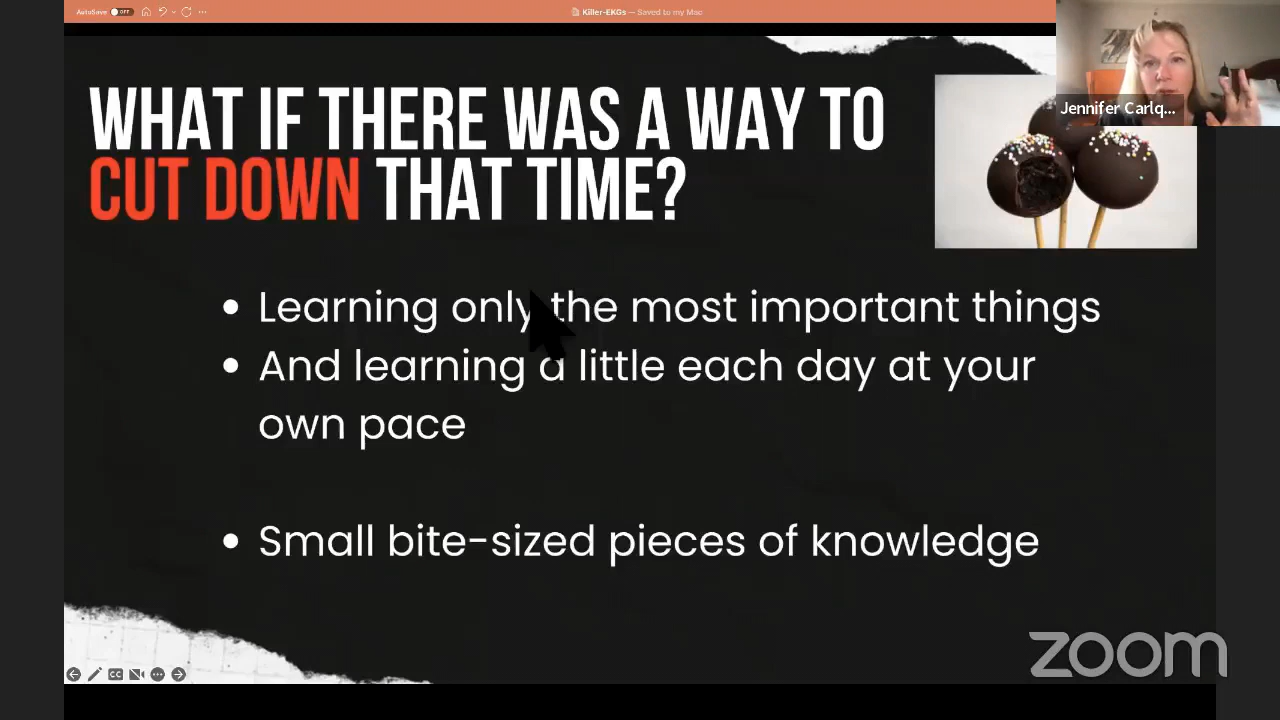 AutoSave OFF
Killer-EKGs — Saved to my Mac
Jennifer Carlq...
WHAT IF THERE WAS A WAY TO
CUT DOWN THAT TIME?
• Learning only the most important things
• And learning a little each day at your
own pace
• Small bite-sized pieces of knowledge
CC
zoom